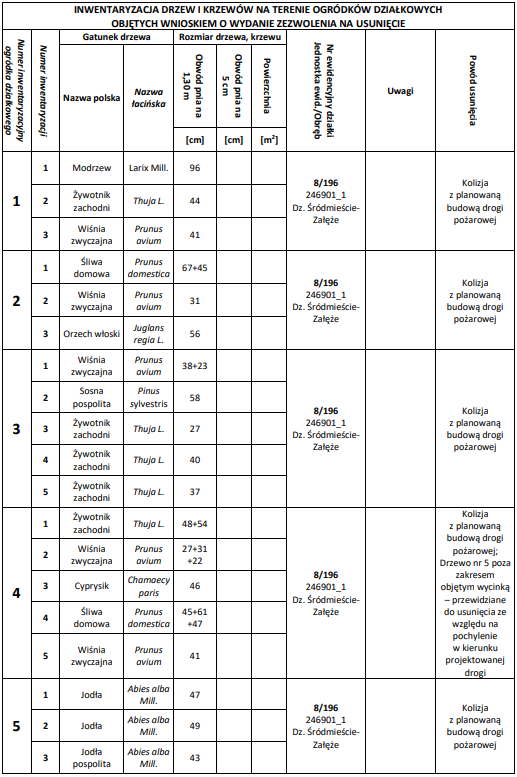 INWENTARYZACJA DRZEW I KRZEWÓW NA TERENIE OGRÓDKÓW DZIAŁKOWYCH
OBJĘTYCH WNIOSKIEM O WYDANIE ZEZWOLENIA NA USUNIĘCIE
Numer inwentaryzacyjny
ogródka działkowego
Numer inwentaryzacji
Gatunek drzewa
Nazwa polska
Nazwa
łacińska
Rozmiar drzewa, krzewu
Obwód pnia na
1,30 m
[cm]
Obwód pnia na
5 cm
[cm]
Powierzchnia
[m²]
Nr ewidencyjny działki
Jednostka ewid./Obręb
Uwagi
Powód
usunięcia
1
1 Modrzew Larix Mill. 96
2 Żywotnik
zachodni Thuja L. 44
3 Wiśnia
zwyczajna Prunus
avium 41
8/196
246901_1
Dz. Śródmieście-
Załęże
Kolizja
z planowaną
budową drogi
pożarowej
2
1 Śliwa
domowa Prunus
domestica 67+45
2 Wiśnia
zwyczajna Prunus
avium 31
3 Orzech włoski Juglans
regia L. 56
8/196
246901_1
Dz. Śródmieście-
Załęże
Kolizja
z planowaną
budową drogi
pożarowej
3
1 Wiśnia
zwyczajna Prunus
avium 38+23
2 Sosna
pospolita Pinus
sylvestris 58
3 Żywotnik
zachodni Thuja L. 27
4 Żywotnik
zachodni Thuja L. 40
5 Żywotnik
zachodni Thuja L. 37
8/196
246901_1
Dz. Śródmieście-
Załęże
Kolizja
z planowaną
budową drogi
pożarowej
4
1 Żywotnik
zachodni Thuja L. 48+54
2 Wiśnia
zwyczajna Prunus
avium 27+31
+22
3 Cyprysik Chamaecy
paris 46
4 Śliwa
domowa Prunus
domestica 45+61
+47
5 Wiśnia
zwyczajna Prunus
avium 41
8/196
246901_1
Dz. Śródmieście-
Załęże
Kolizja
z planowaną
budową drogi
pożarowej;
Drzewo nr 5 poza
zakresem
objętym wycinką
– przewidziane
do usunięcia ze
względu na
pochylenie
w kierunku
projektowanej
drogi
5
1 Jodła Abies alba
Mill. 47
2 Jodła Abies alba
Mill. 49
3 Jodła
pospolita Abies alba
Mill. 43
8/196
246901_1
Dz. Śródmieście-
Załęże
Kolizja
z planowaną
budową drogi
pożarowej